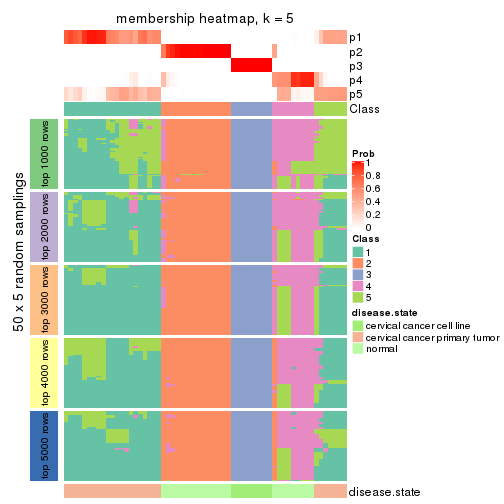 membership heatmap, k = 5
p1
p2
p3
p4
p5
Class
50 x 5 random samplings
top 1000 rows
top 2000 rows
top 3000 rows
top 4000 rows
top 5000 rows
Prob
1
0.8
0.6
0.4
0.2
0
Class
1
2
3
4
5
disease.state
cervical cancer cell line
cervical cancer primary tumor
normal
disease.state